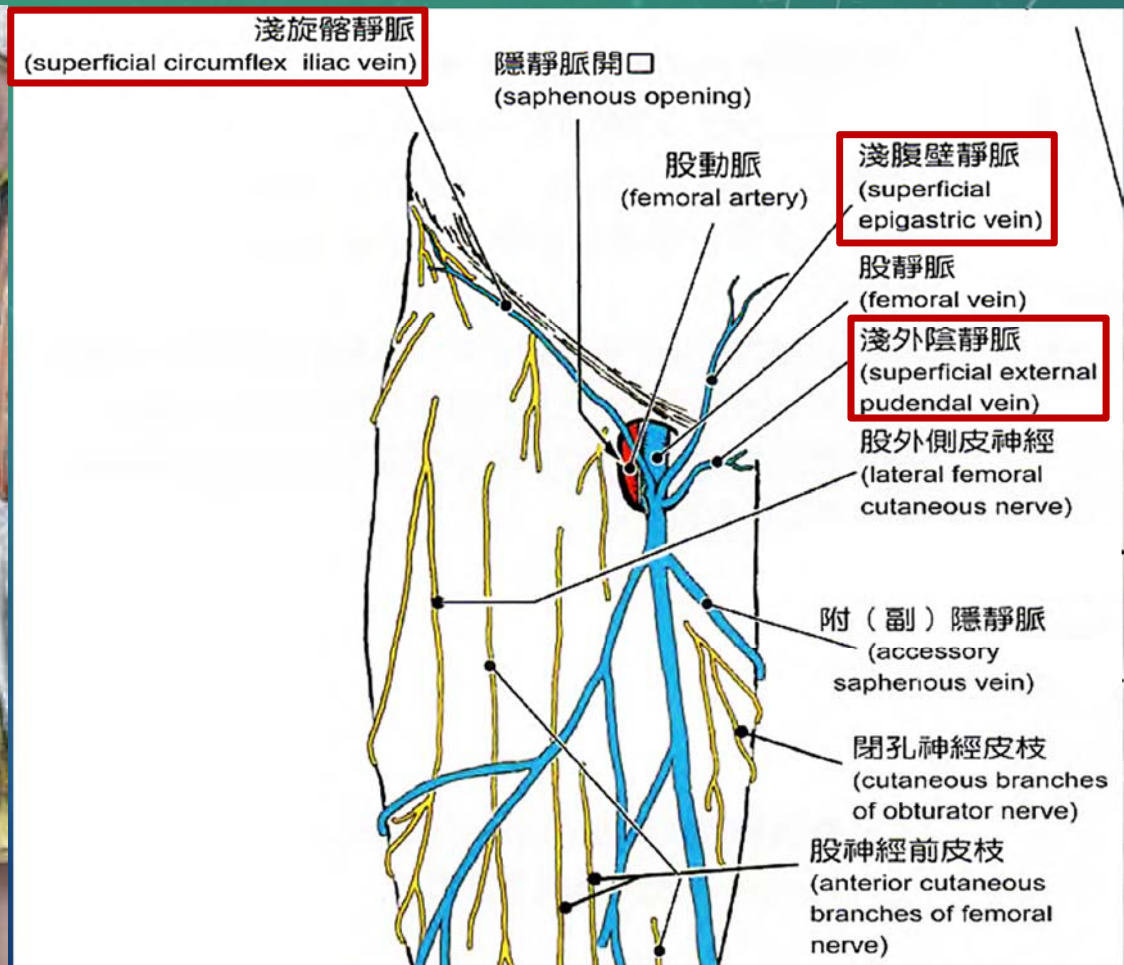 淺旋髂靜脈
(superficial circumflex iliac vein)
隱靜脈開口
(saphenous opening)
股動脈
(femoral artery)
淺腹壁靜脈
(superficial
epigastric vein)
股靜脈
(femoral vein)
淺外陰靜脈
(superficial external
pudendal vein)
股外側皮神經
(lateral femoral
cutaneous nerve)
附（副）隱靜脈
(accessory
saphenous vein)
閉孔神經皮枝
(cutaneous branches
of obturator nerve)
股神經前皮枝
(anterior cutaneous
branches of femoral
nerve)